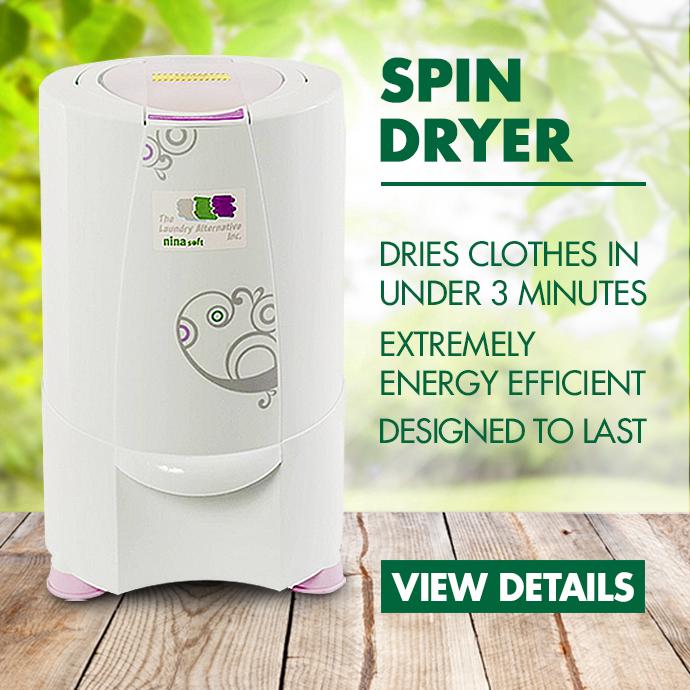 SPIN
DRYER
DRIES CLOTHES IN
UNDER 3 MINUTES
EXTREMELY
ENERGY EFFICIENT
DESIGNED TO LAST
VIEW DETAILS
The
Laundry Alternative
Inc.
nina soft